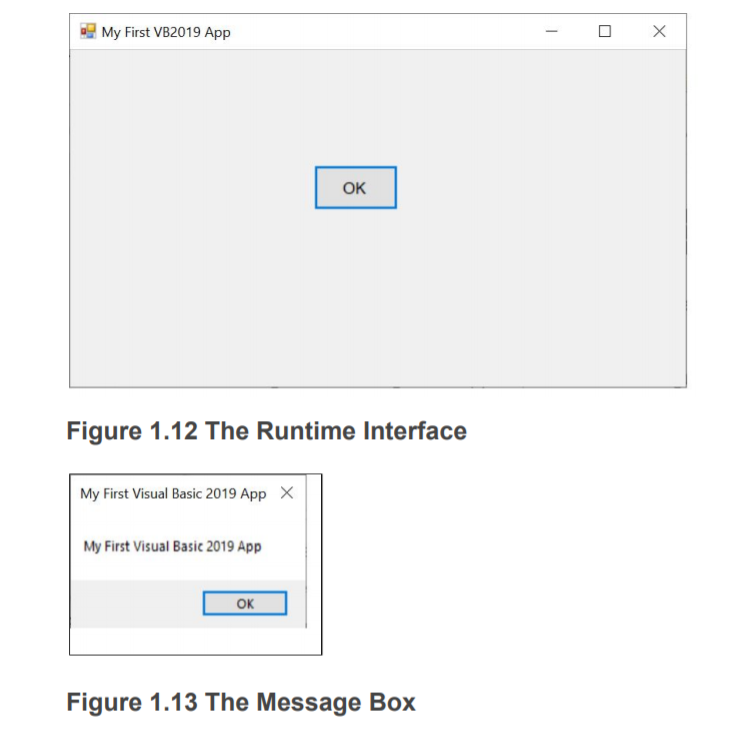 My First VB2019 App
OK
Figure 1.12 The Runtime Interface
My First Visual Basic 2019 App
My First Visual Basic 2019 App
OK
Figure 1.13 The Message Box